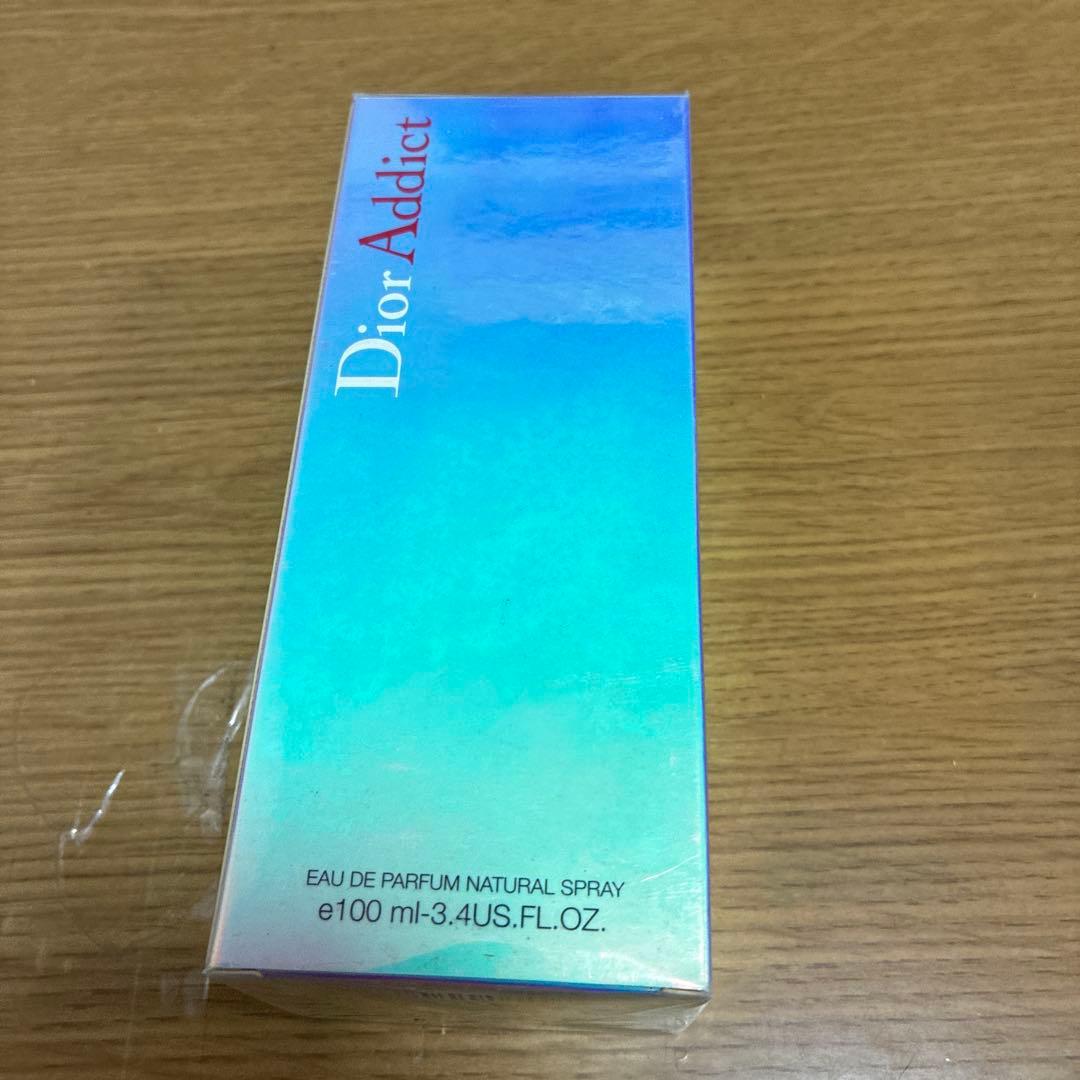 Dior Addict
EAU DE PARFUM NATURAL SPRAY
e100 ml-3.4US.FL.OZ.